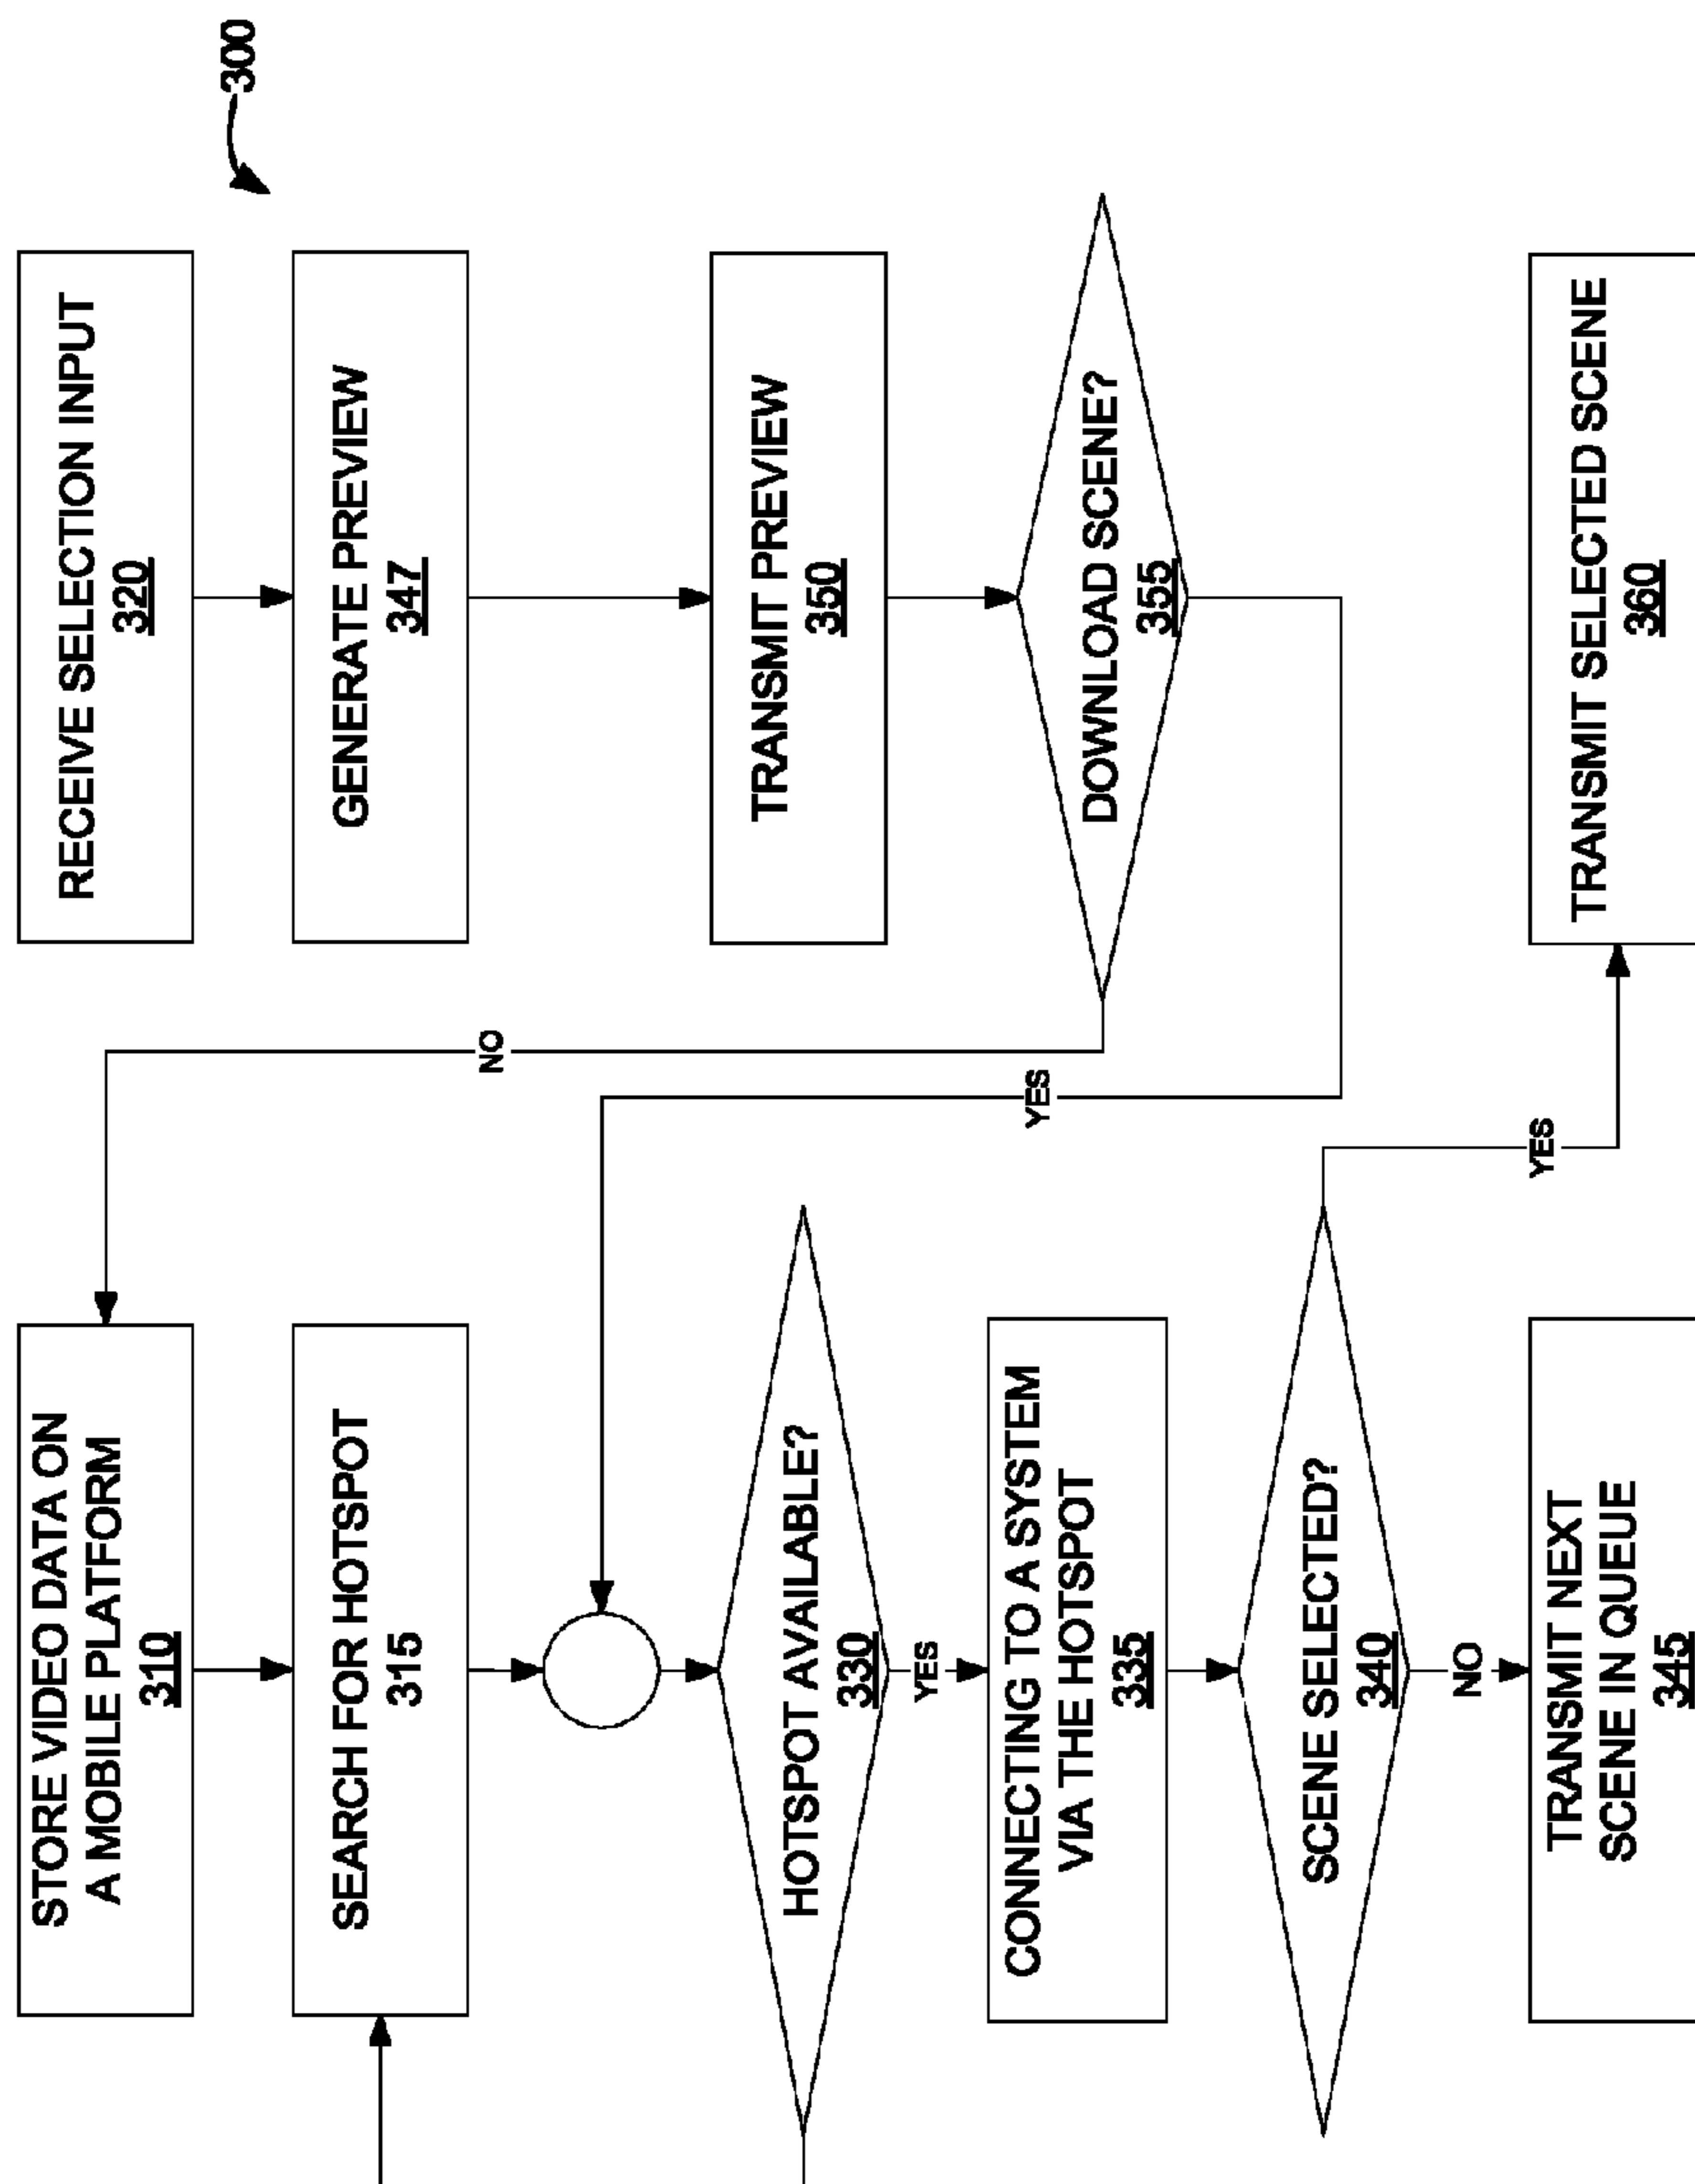 300
STORE VIDEO DATA ON
A MOBILE PLATFORM
310
SEARCH FOR HOTSPOT
315
HOTSPOT AVAILABLE?
330
YES
CONNECTING TO A SYSTEM
VIA THE HOTSPOT
335
SCENE SELECTED?
340
NO
TRANSMIT NEXT
SCENE IN QUEUE
345
NO
YES
YES
RECEIVE SELECTION INPUT
320
GENERATE PREVIEW
347
TRANSMIT PREVIEW
350
DOWNLOAD SCENE?
355
TRANSMIT SELECTED SCENE
360